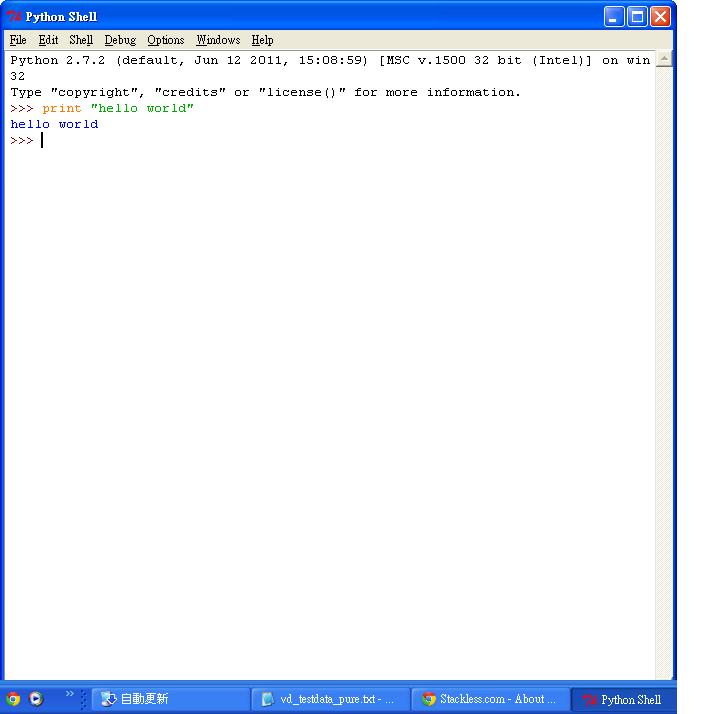 Python Shell
File Edit Shell Debug Options Windows Help
Python 2.7.2 (default, Jun 12 2011, 15:08:59) [MSC v.1500 32 bit (Intel)] on win
32
Type "copyright", "credits" or "license()" for more information.
>>> print "hello world"
hello world
>>>
» 自動更新 vd_testdata_pure.txt - ... Stackless.com - About ... Python Shell